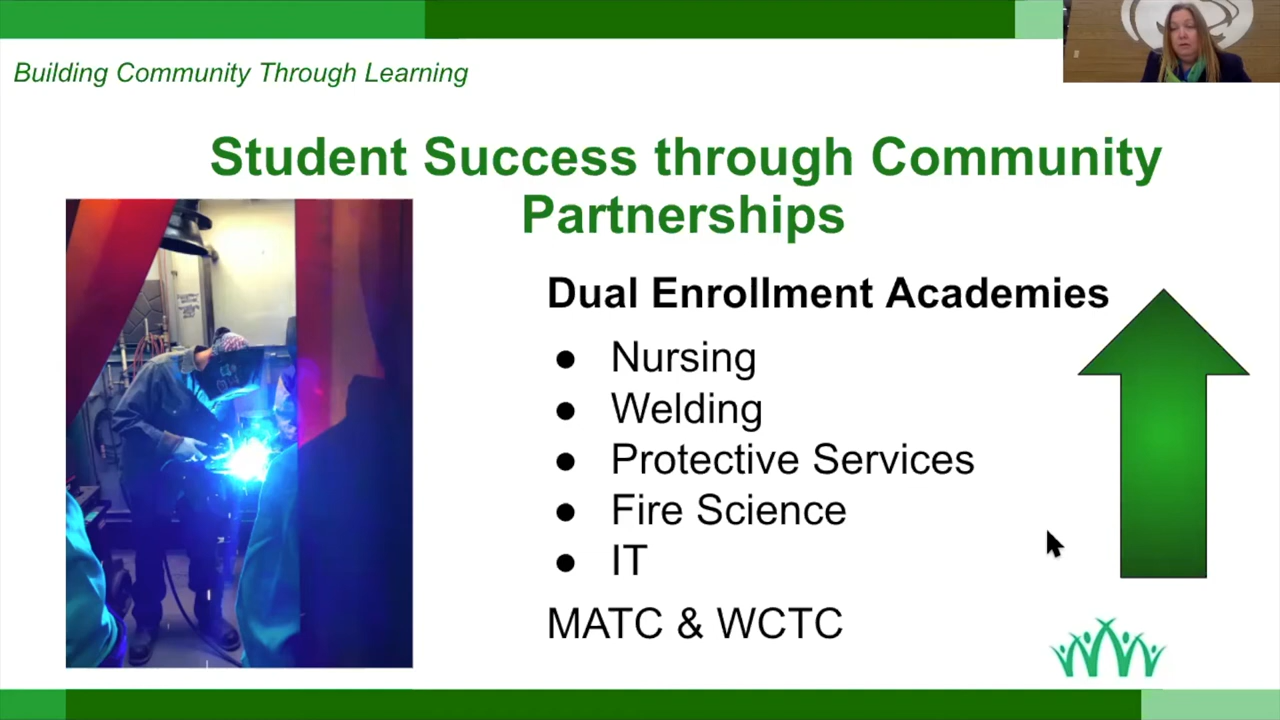 Building Community Through Learning
Student Success through Community
Partnerships
Dual Enrollment Academies
● Nursing
● Welding
● Protective Services
● Fire Science
● IT
MATC & WCTC